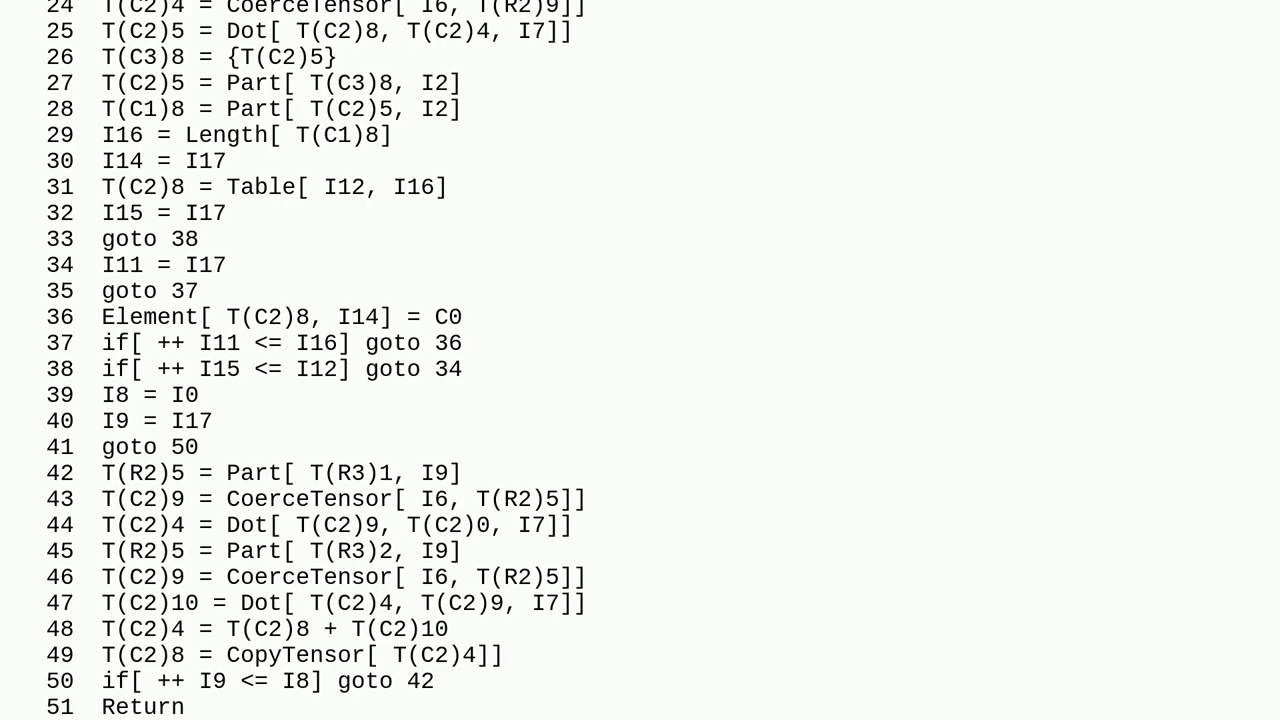 24 T(C2)4 = CoerceTensor[ I6, T(R2)9]]
25 T(C2)5 = Dot[ T(C2)8, T(C2)4, I7]]
26 T(C3)8 = {T(C2)5}
27 T(C2)5 = Part[ T(C3)8, I2]
28 T(C1)8 = Part[ T(C2)5, I2]
29 I16 = Length[ T(C1)8]
30 I14 = I17
31 T(C2)8 = Table[ I12, I16]
32 I15 = I17
33 goto 38
34 I11 = I17
35 goto 37
36 Element[ T(C2)8, I14] = C0
37 if[ ++ I11 <= I16] goto 36
38 if[ ++ I15 <= I12] goto 34
39 I8 = I0
40 I9 = I17
41 goto 50
42 T(R2)5 = Part[ T(R3)1, I9]
43 T(C2)9 = CoerceTensor[ I6, T(R2)5]]
44 T(C2)4 = Dot[ T(C2)9, T(C2)0, I7]]
45 T(R2)5 = Part[ T(R3)2, I9]
46 T(C2)9 = CoerceTensor[ I6, T(R2)5]]
47 T(C2)10 = Dot[ T(C2)4, T(C2)9, I7]]
48 T(C2)4 = T(C2)8 + T(C2)10
49 T(C2)8 = CopyTensor[ T(C2)4]]
50 if[ ++ I9 <= I8] goto 42
51 Return